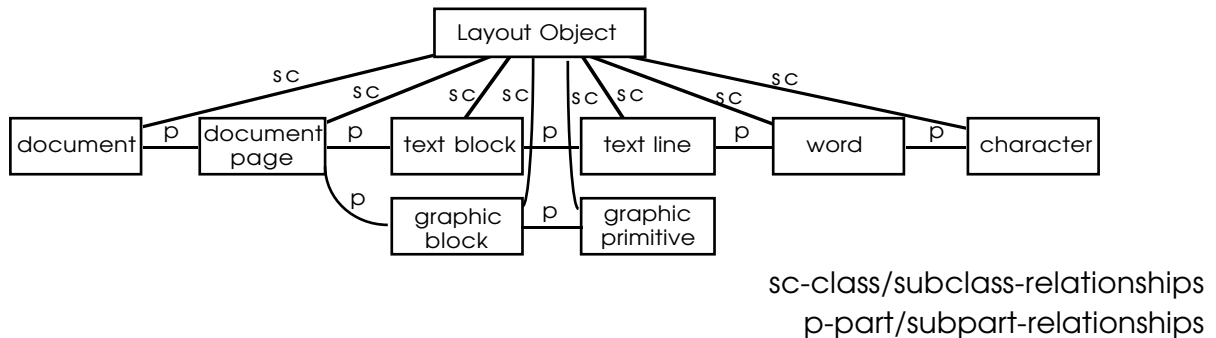 Layout Object
sc
sc
sc
sc
sc
sc
sc
sc
document
p
document
page
p
text block
p
text line
p
word
p
character
p
graphic
block
p
graphic
primitive
sc-class/subclass-relationships
p-part/subpart-relationships